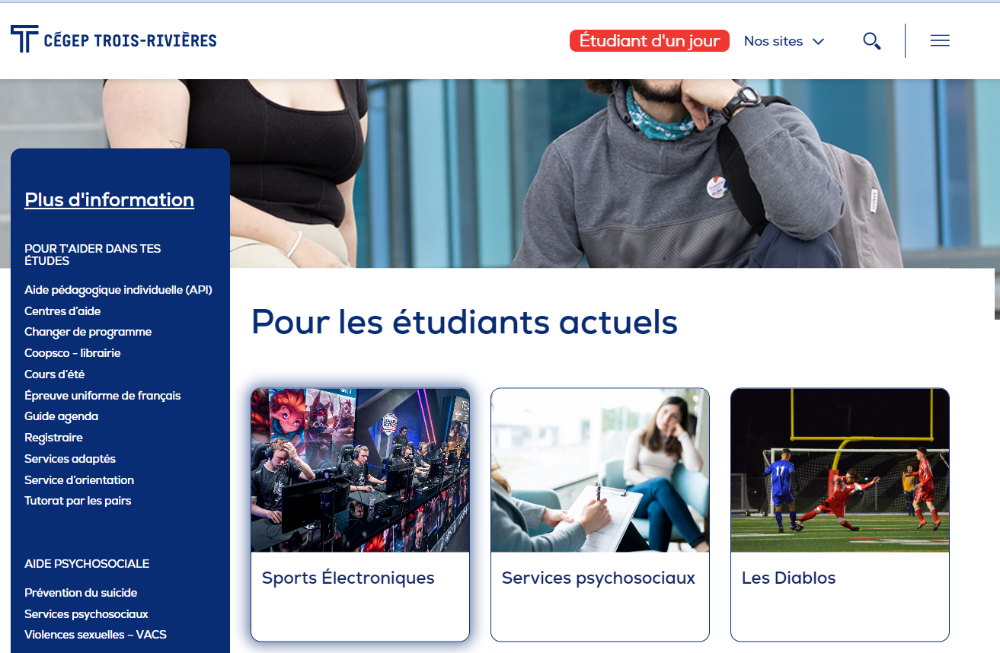 CÉGEP TROIS-RIVIÈRES
Étudiant d'un jour
Nos sites
Plus d'information
POUR T'AIDER DANS TES
ÉTUDES
Aide pédagogique individuelle (API)
Centres d'aide
Changer de programme
Coopsco - librairie
Cours d'été
Épreuve uniforme de français
Guide agenda
Registraire
Services adaptés
Service d'orientation
Tutorat par les pairs
AIDE PSYCHOSOCIALE
Prévention du suicide
Services psychosociaux
Violences sexuelles – VACS
Pour les étudiants actuels
Sports Électroniques
Services psychosociaux
Les Diablos
17